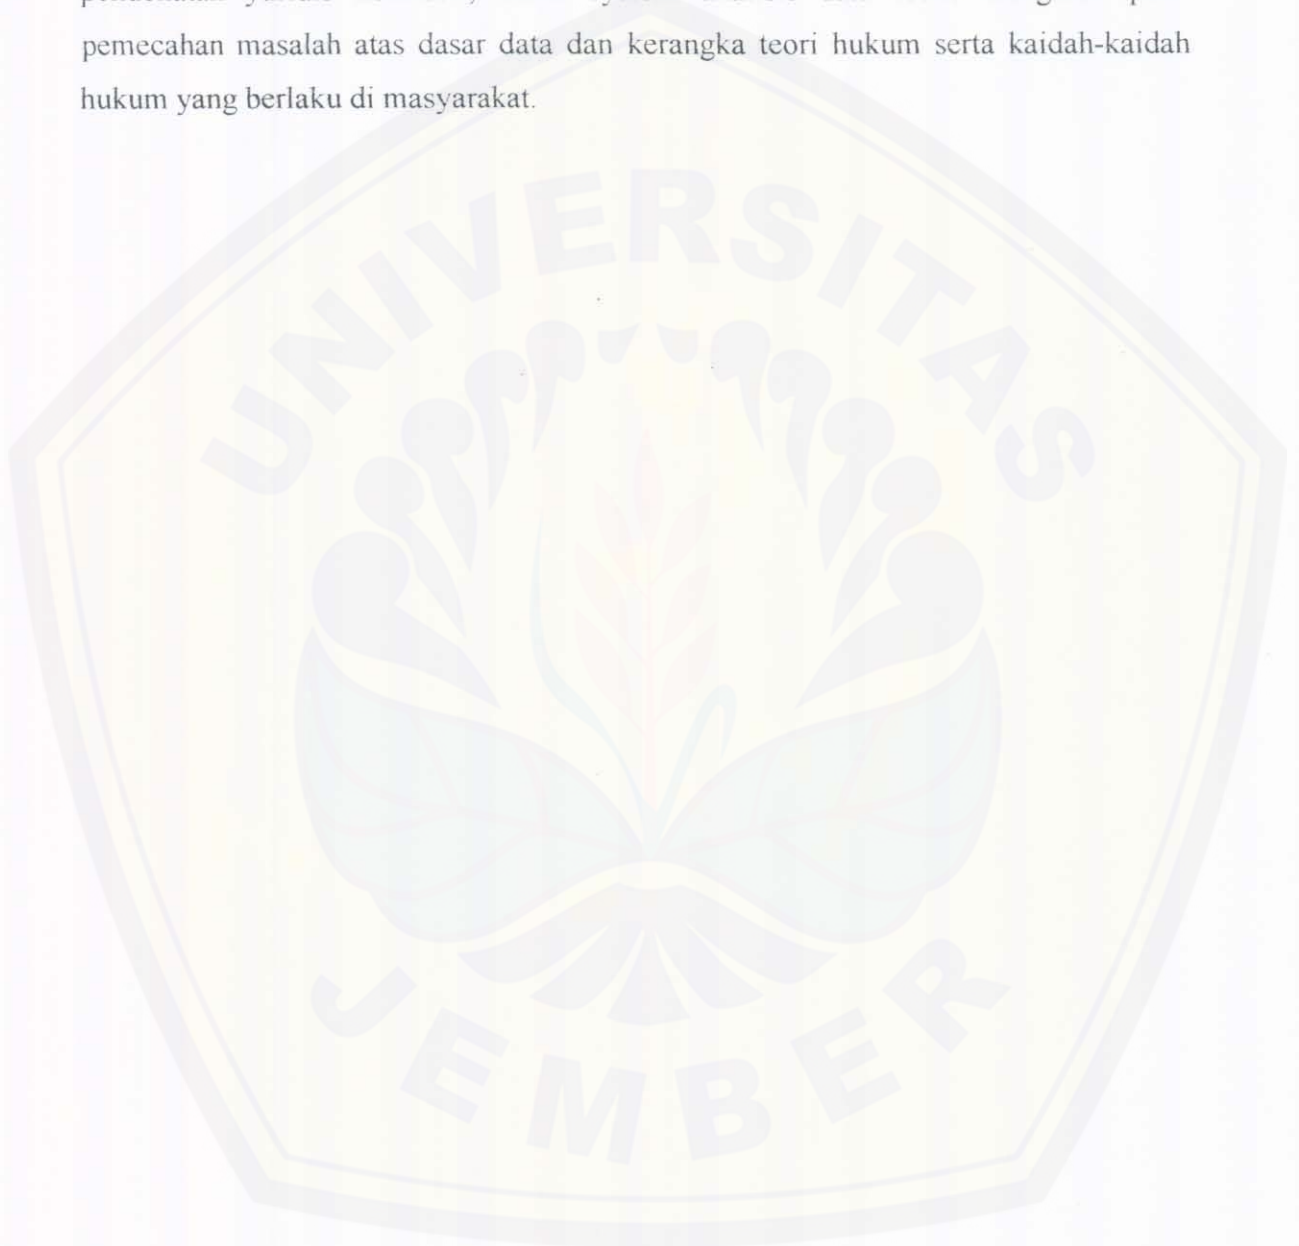 pemecahan masalah atas dasar data dan kerangka teori hukum serta kaidah-kaidah
hukum yang berlaku di masyarakat.
UNIVERSITAS
JEMBER